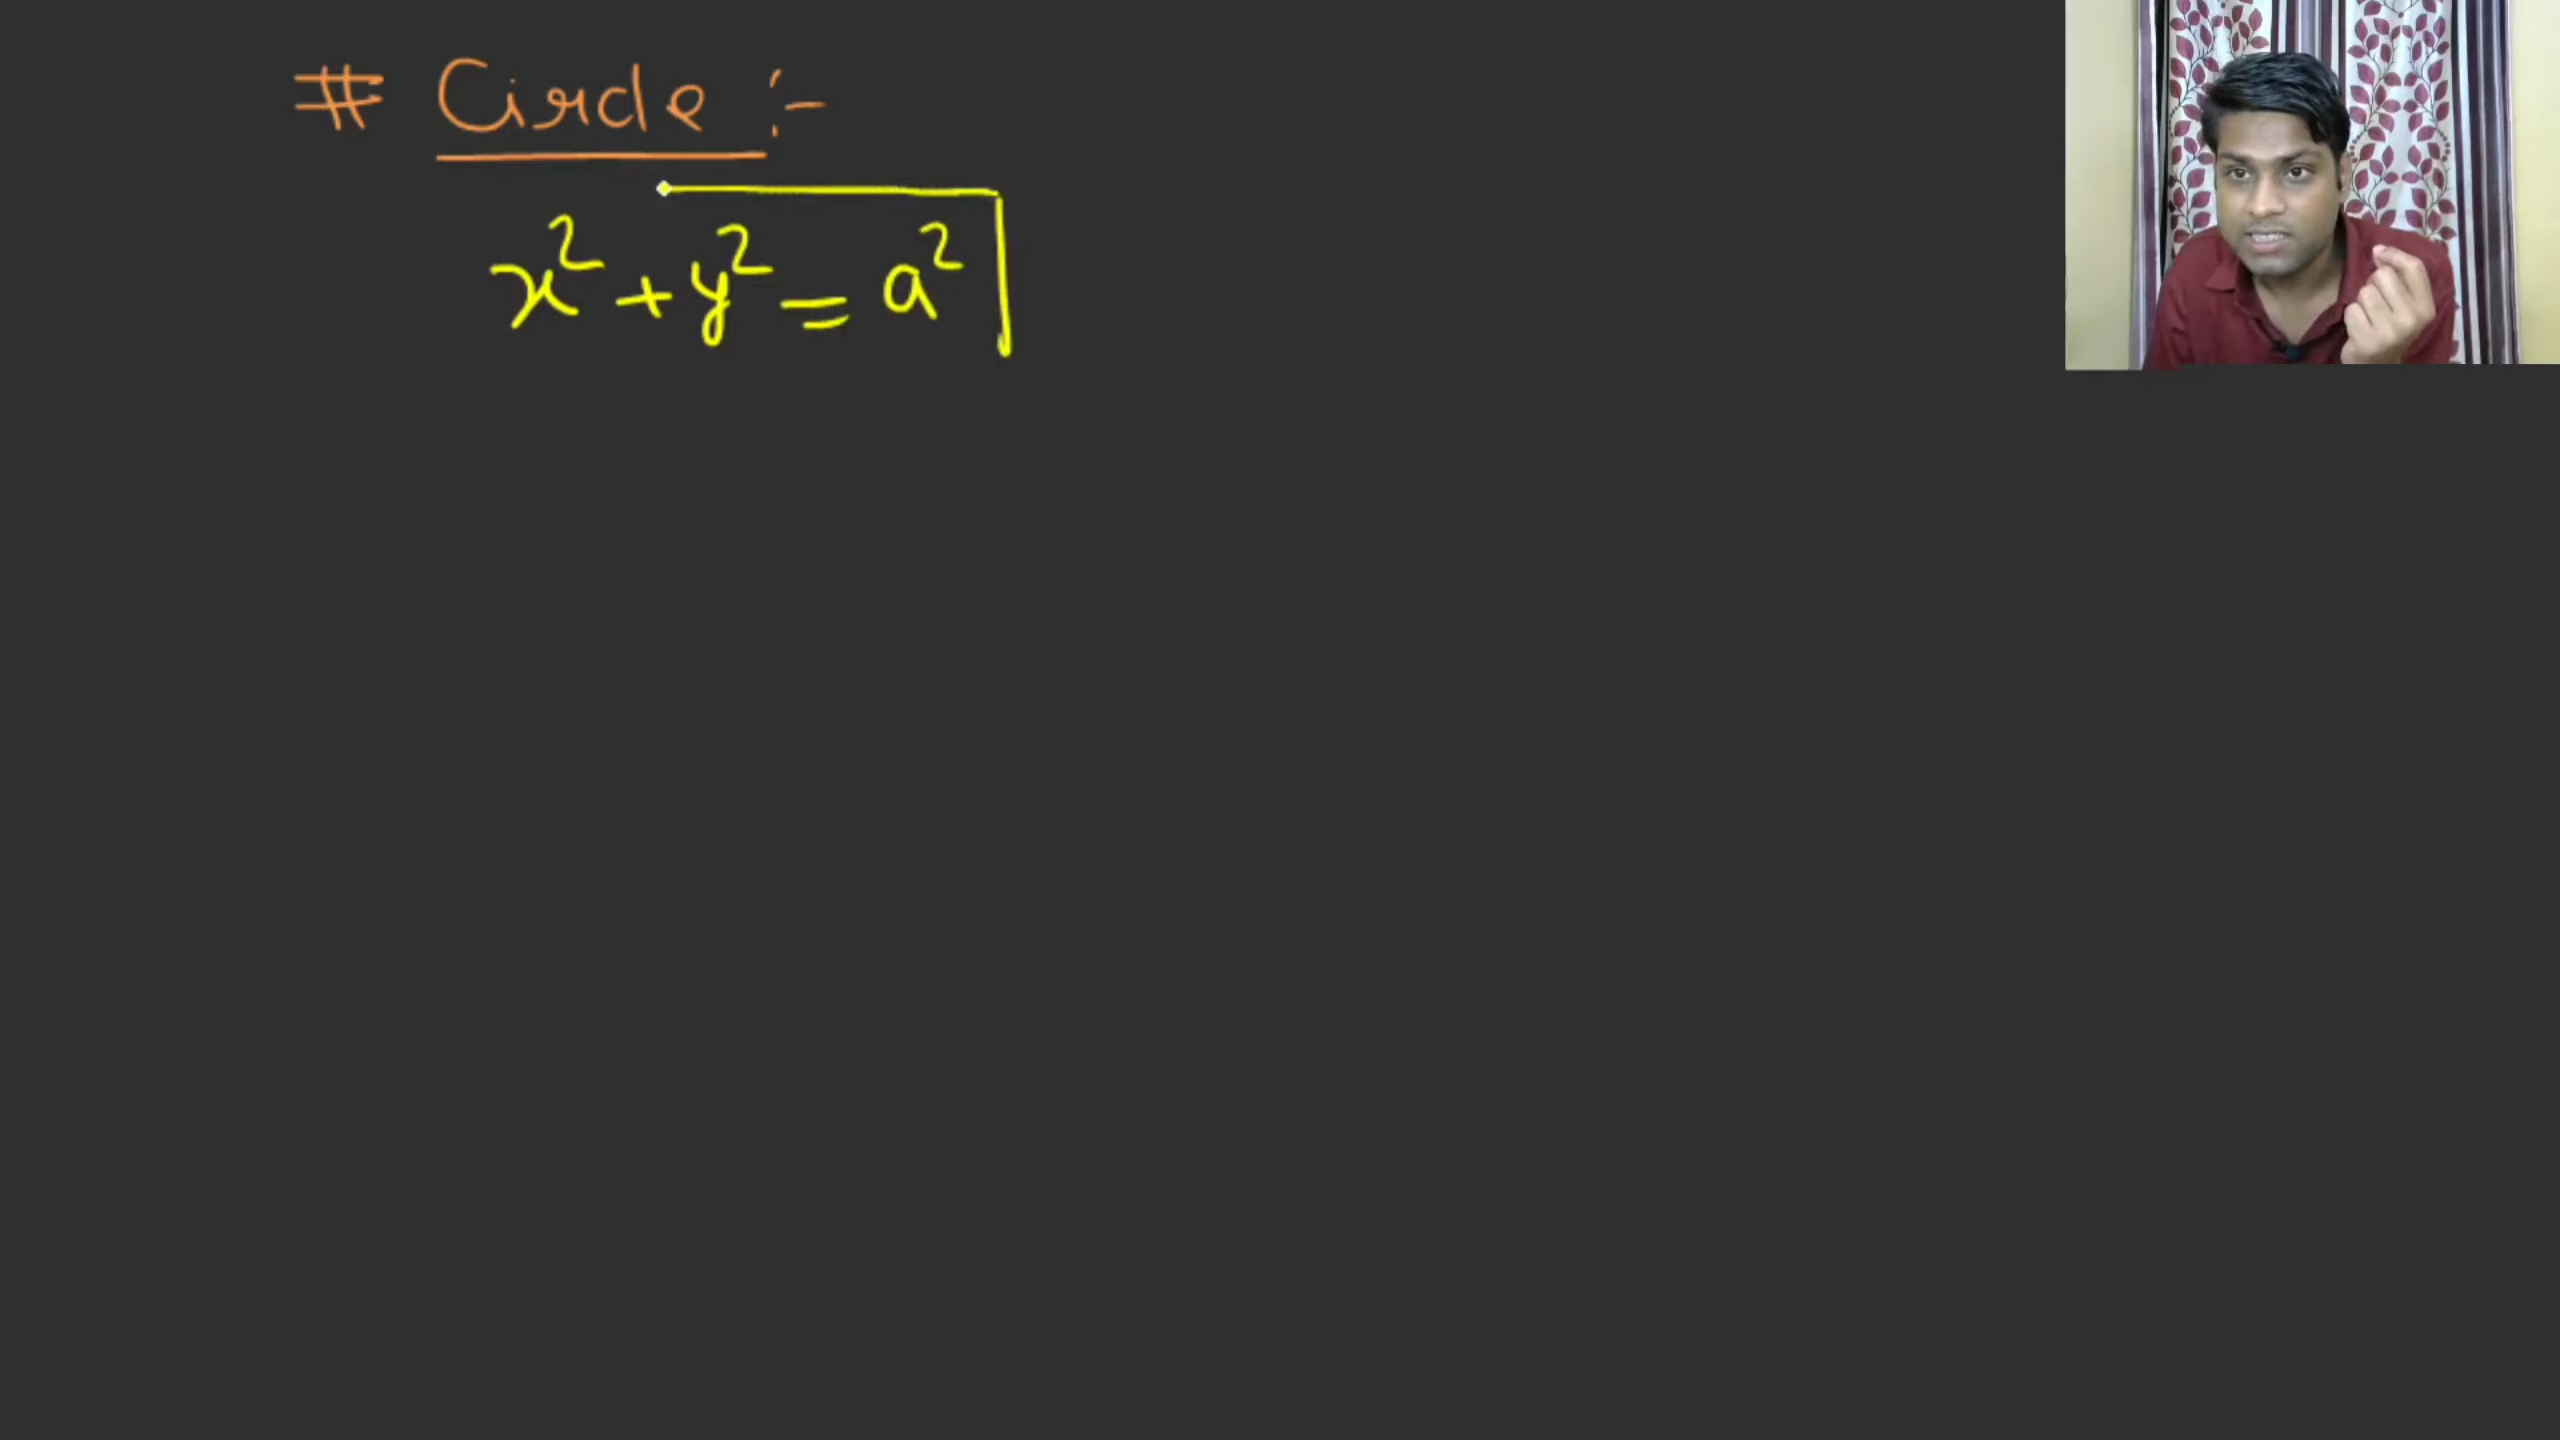 # Circle :-
x² + y² = a²